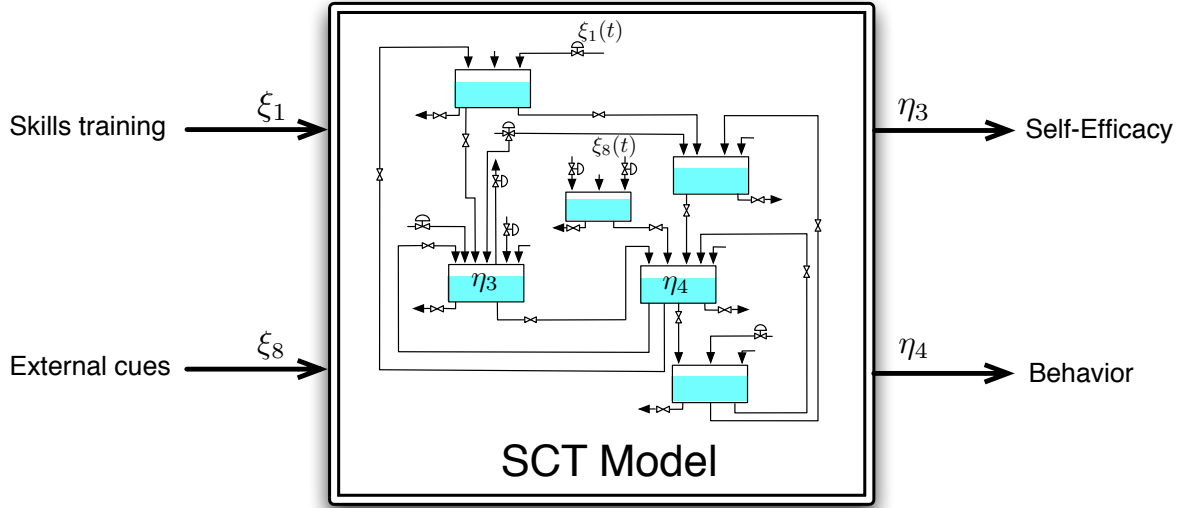 ξ₁(t)
Skills training
ξ₁
η₃
Self-Efficacy
ξ₈(t)
η₃
η₄
External cues
ξ₈
η₄
Behavior
SCT Model